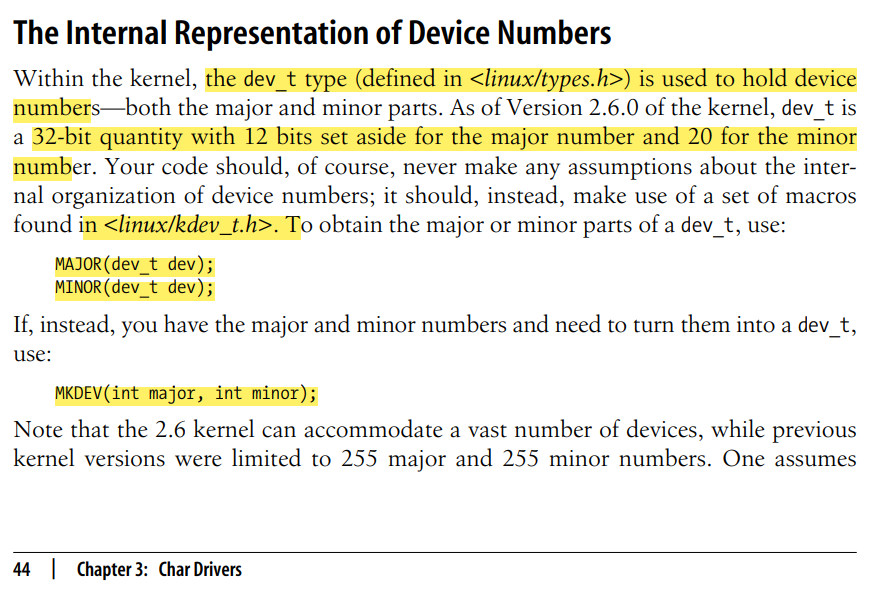 The Internal Representation of Device Numbers
Within the kernel, the dev_t type (defined in <linux/types.h>) is used to hold device
numbers—both the major and minor parts. As of Version 2.6.0 of the kernel, dev_t is
a 32-bit quantity with 12 bits set aside for the major number and 20 for the minor
number. Your code should, of course, never make any assumptions about the inter-
nal organization of device numbers; it should, instead, make use of a set of macros
found in <linux/kdev_t.h>. To obtain the major or minor parts of a dev_t, use:
MAJOR(dev_t dev);
MINOR(dev_t dev);
If, instead, you have the major and minor numbers and need to turn them into a dev_t,
use:
MKDEV(int major, int minor);
Note that the 2.6 kernel can accommodate a vast number of devices, while previous
kernel versions were limited to 255 major and 255 minor numbers. One assumes
44 | Chapter 3: Char Drivers